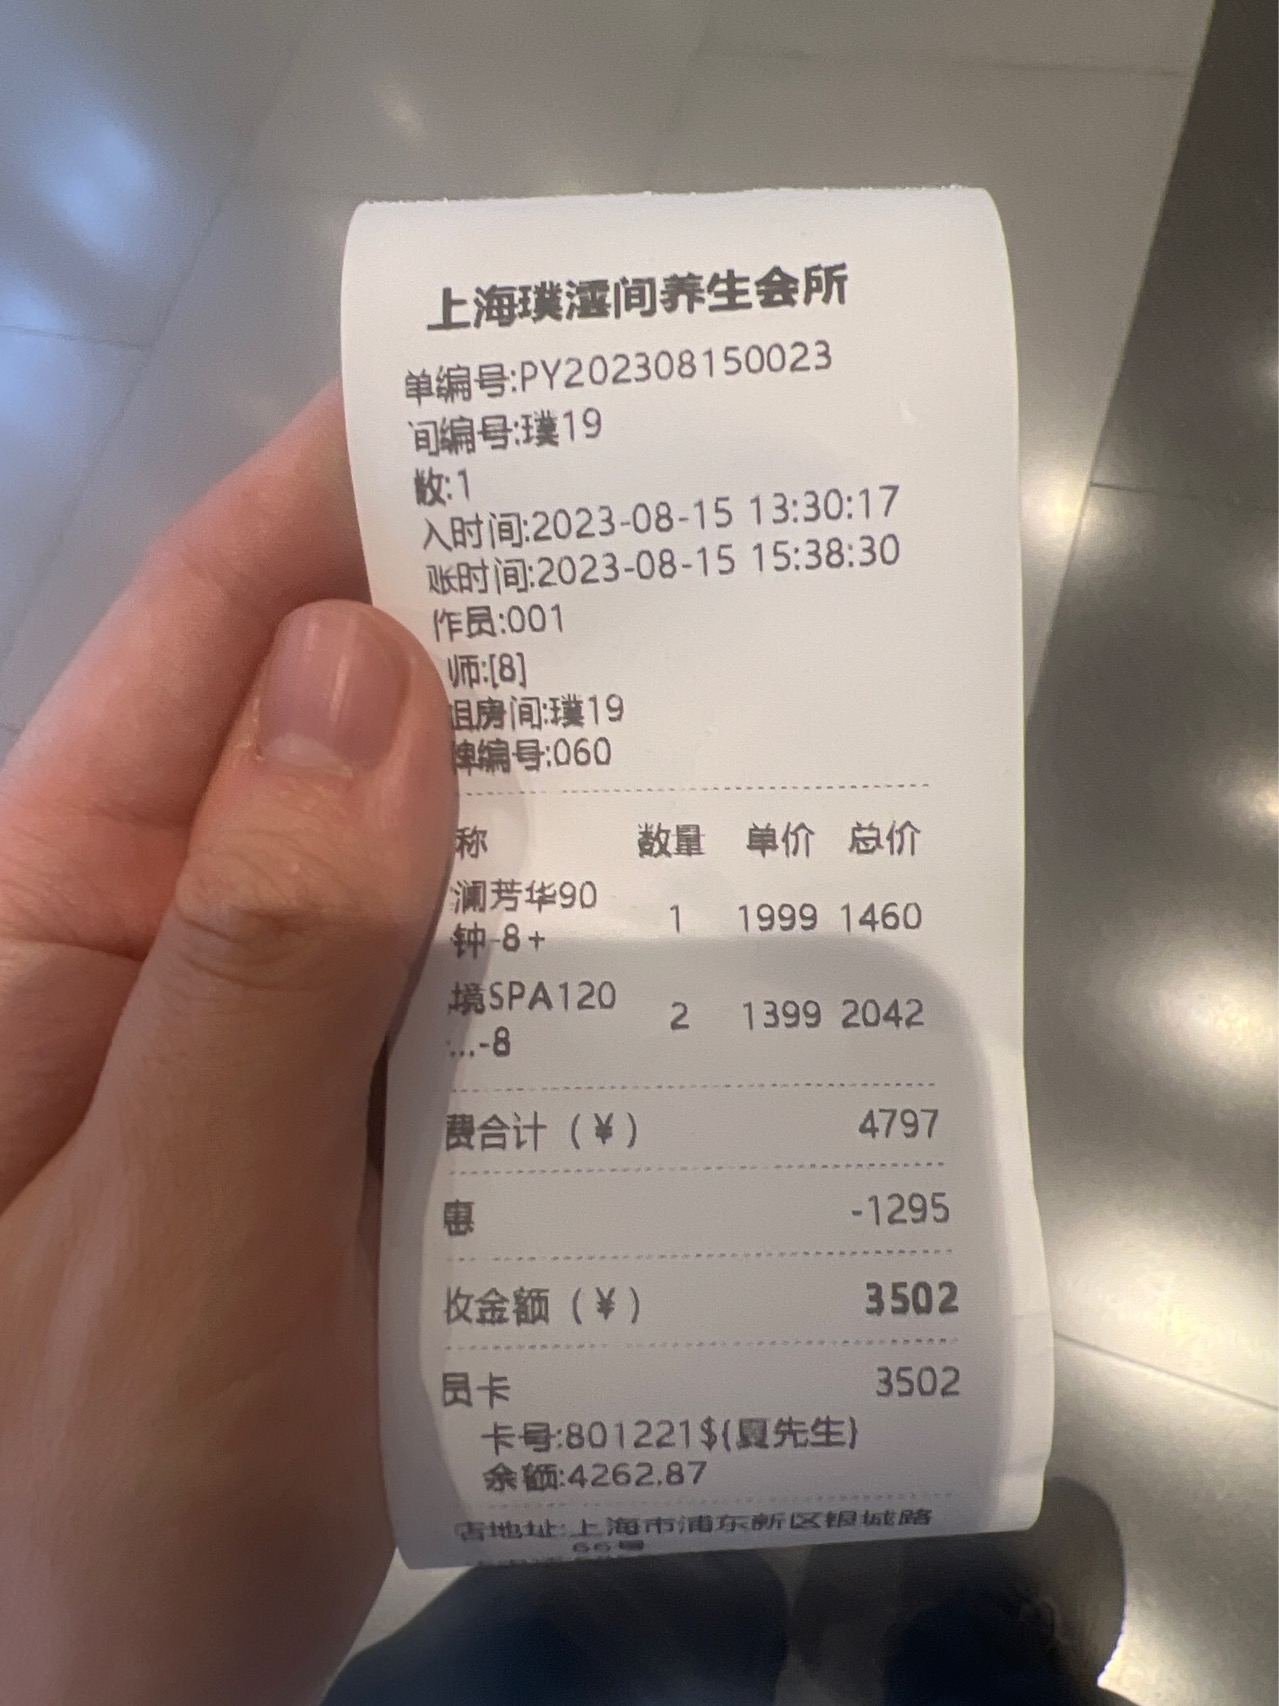 上海璞澐间养生会所
单编号:PY202308150023
间编号:璞19
数:1
入时间:2023-08-15 13:30:17
账时间:2023-08-15 15:38:30
作员:001
师:[8]
姐房间:璞19
牌编号:060
称 数量 单价 总价
澜芳华90 1 1999 1460
钟-8+
境SPA120 2 1399 2042
:...-8
费合计（¥） 4797
惠 -1295
收金额（¥） 3502
员卡 3502
卡号:801221$(夏先生}
余额:4262.87
店地址:上海市浦东新区银城路
66号